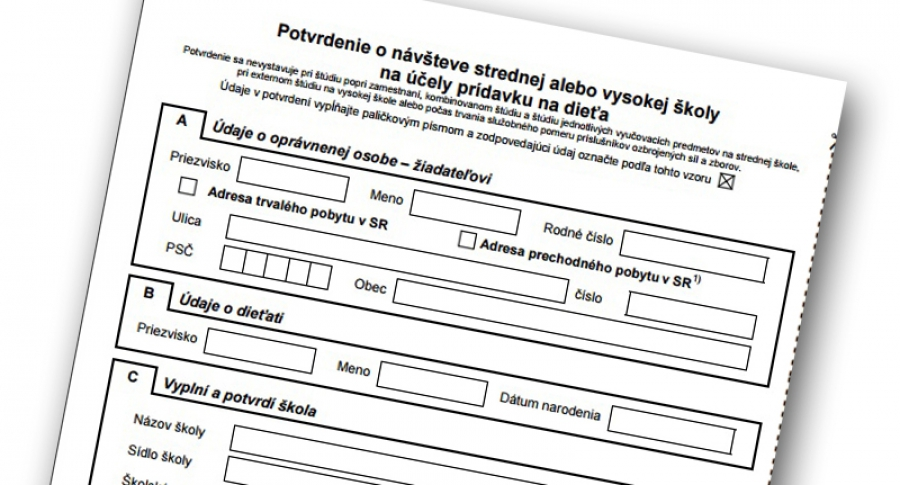 Potvrdenie o návšteve strednej alebo vysokej školy
na účely prídavku na dieťa
Potvrdenie sa nevystavuje pri štúdiu popri zamestnaní, kombinovanom štúdiu a štúdiu jednotlivých vyučovacích predmetov na strednej škole,
pri externom štúdiu na vysokej škole alebo počas trvania služobného pomeru príslušníkov ozbrojených síl a zborov.
Údaje v potvrdení vypĺňajte paličkovým písmom a zodpovedajúci údaj označte podľa tohto vzoru
A Údaje o oprávnenej osobe – žiadateľovi
Priezvisko Meno Rodné číslo
Adresa trvalého pobytu v SR Adresa prechodného pobytu v SR1)
Ulica číslo
PSČ Obec
B Údaje o dieťati
Priezvisko Meno Dátum narodenia
C Vyplní a potvrdí škola
Názov školy
Sídlo školy